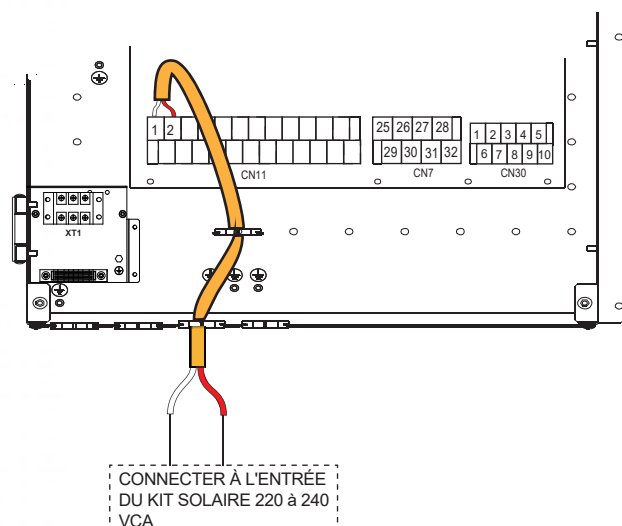 1 2
25 26 27 28
1 2 3 4 5
29 30 31 32
6 7 8 9 10
CN11
CN7
CN30
XT1
CONNECTER À L'ENTRÉE
DU KIT SOLAIRE 220 à 240
VCA